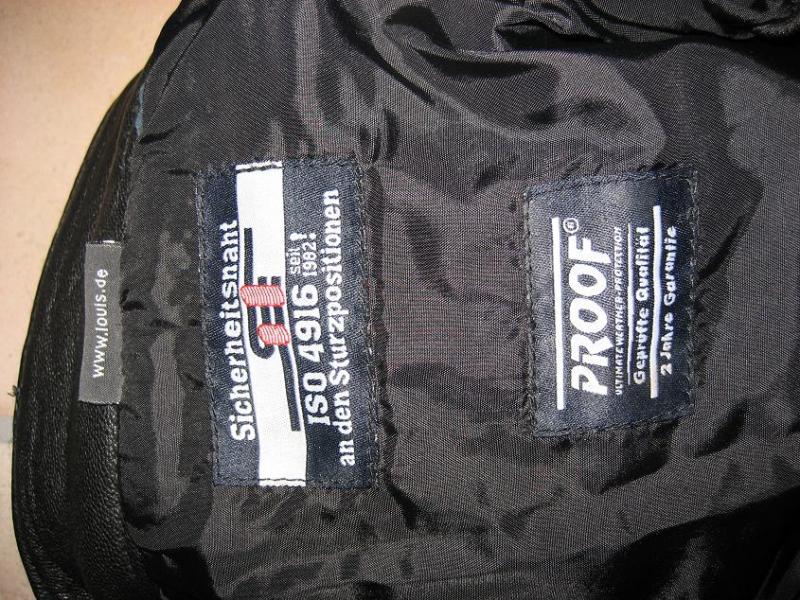 www.louis.de
Sicherheitsnaht
ISO 4916 seit 1982!
an den Sturzpositionen
PROOF®
ULTIMATE WEATHER-PROTECTION
Geprüfte Qualität
2 Jahre Garantie